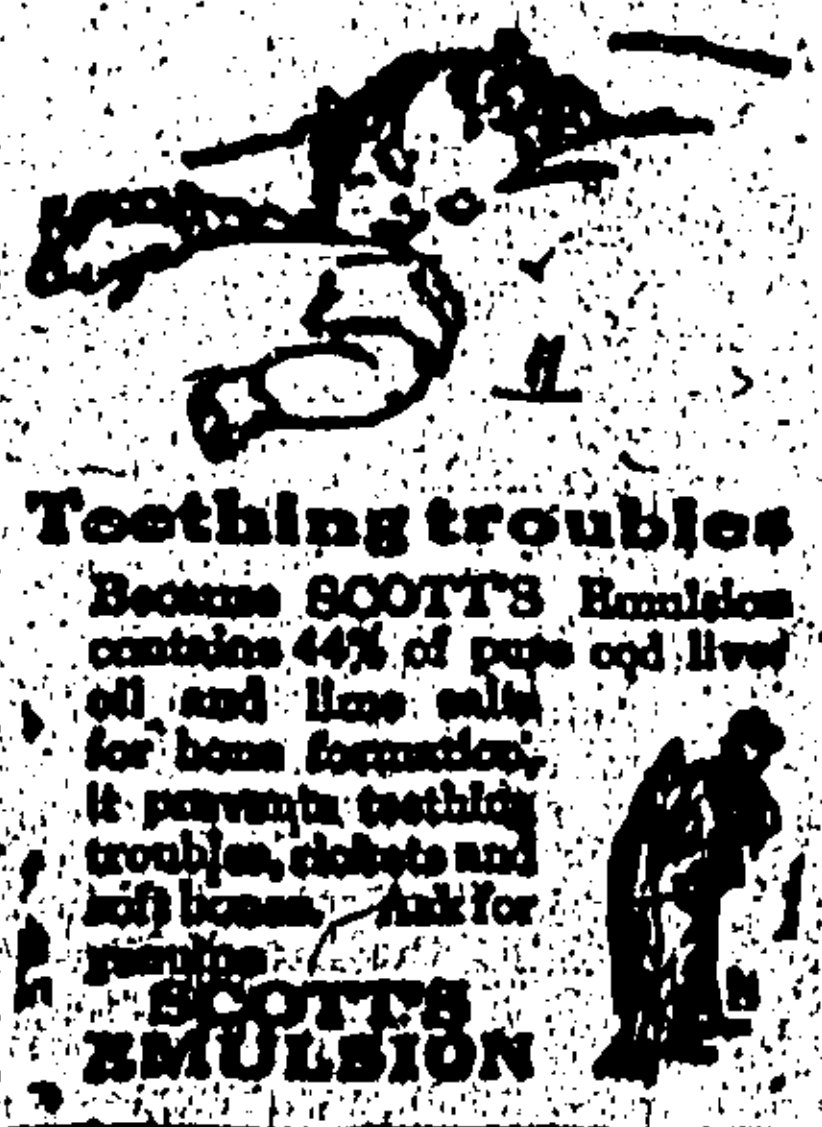 Teething troubles
Because SCOTT'S Emulsion
contains 44% of pure cod liver
oil and lime salts
for bone formation,
it prevents teething
troubles, rickets and
soft bones. Ask for
genuine
SCOTT'S
EMULSION